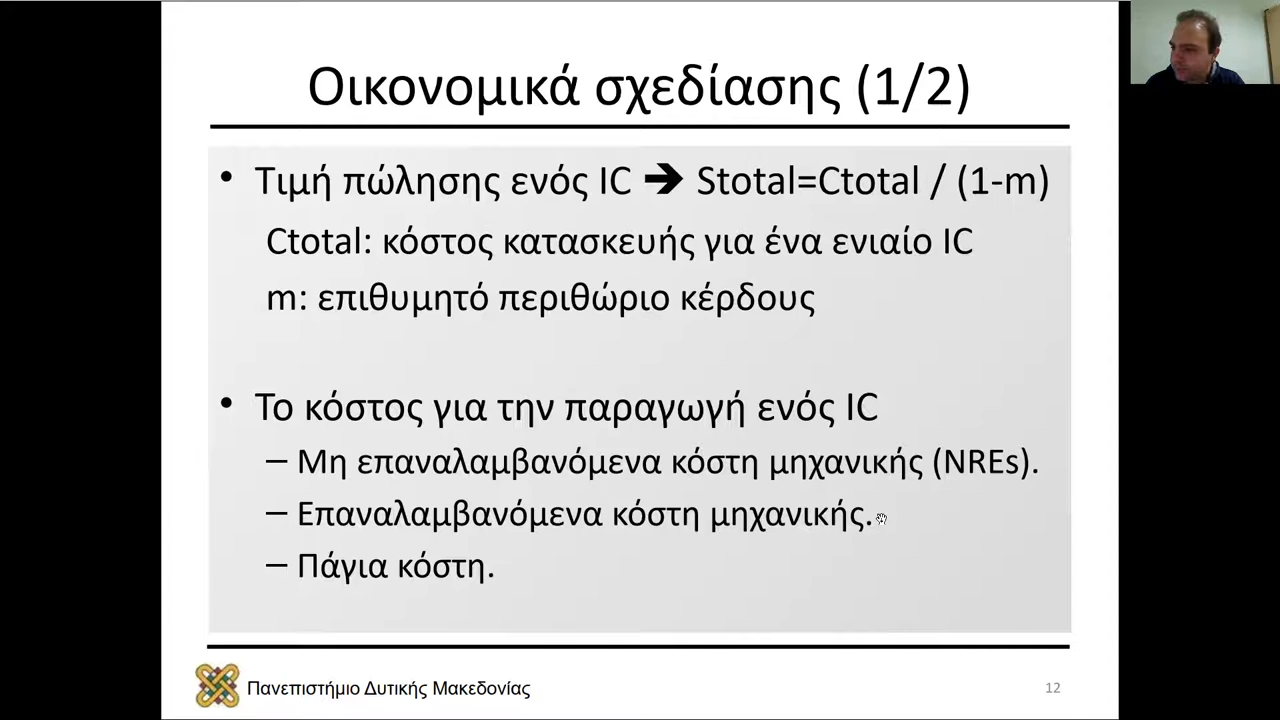 Οικονομικά σχεδίασης (1/2)
• Τιμή πώλησης ενός IC ➔ Stotal=Ctotal / (1-m)
Ctotal: κόστος κατασκευής για ένα ενιαίο IC
m: επιθυμητό περιθώριο κέρδους
• Το κόστος για την παραγωγή ενός IC
– Μη επαναλαμβανόμενα κόστη μηχανικής (NREs).
– Επαναλαμβανόμενα κόστη μηχανικής.
– Πάγια κόστη.
Πανεπιστήμιο Δυτικής Μακεδονίας
12